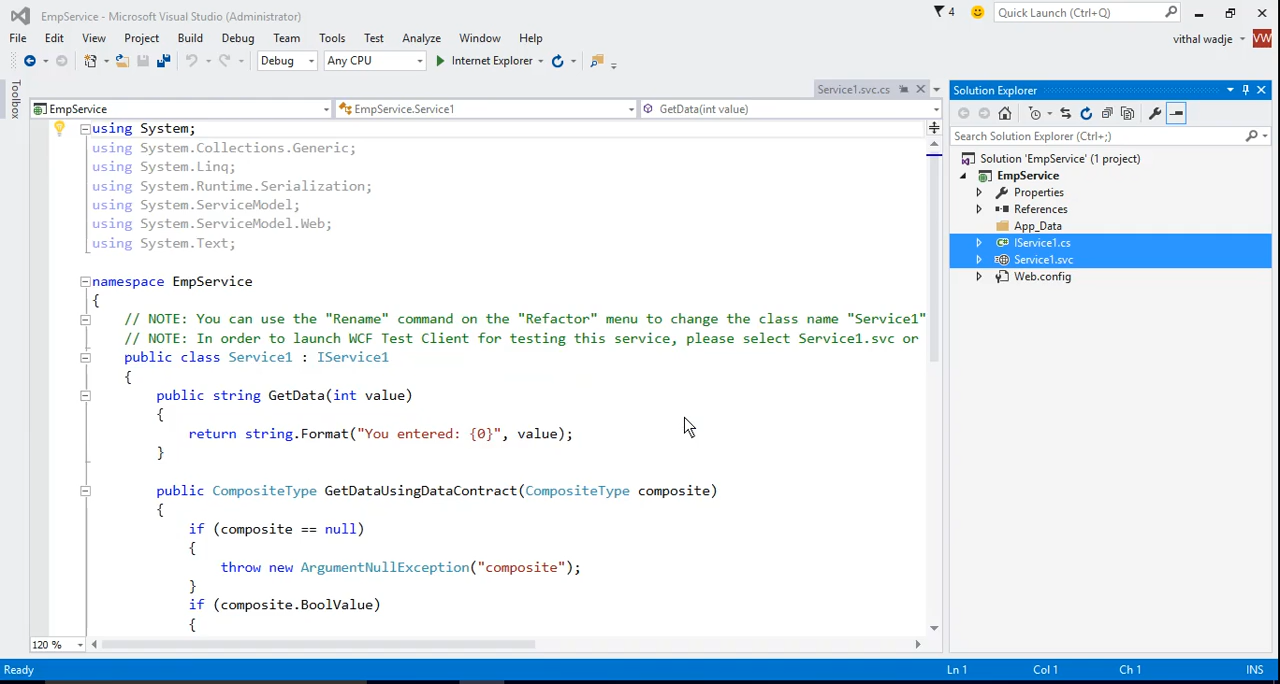 EmpService - Microsoft Visual Studio (Administrator)
4
Quick Launch (Ctrl+Q)
File Edit View Project Build Debug Team Tools Test Analyze Window Help
vithal wadje
VW
Debug
Any CPU
Internet Explorer
Toolbox
Service1.svc.cs
EmpService
EmpService.Service1
GetData(int value)
using System;
using System.Collections.Generic;
using System.Linq;
using System.Runtime.Serialization;
using System.ServiceModel;
using System.ServiceModel.Web;
using System.Text;
namespace EmpService
{
// NOTE: You can use the "Rename" command on the "Refactor" menu to change the class name "Service1"
// NOTE: In order to launch WCF Test Client for testing this service, please select Service1.svc or
public class Service1 : IService1
{
public string GetData(int value)
{
return string.Format("You entered: {0}", value);
}
public CompositeType GetDataUsingDataContract(CompositeType composite)
{
if (composite == null)
{
throw new ArgumentNullException("composite");
}
if (composite.BoolValue)
{
120 %
Solution Explorer
Search Solution Explorer (Ctrl+;)
Solution 'EmpService' (1 project)
EmpService
Properties
References
App_Data
IService1.cs
Service1.svc
Web.config
Ready
Ln 1
Col 1
Ch 1
INS